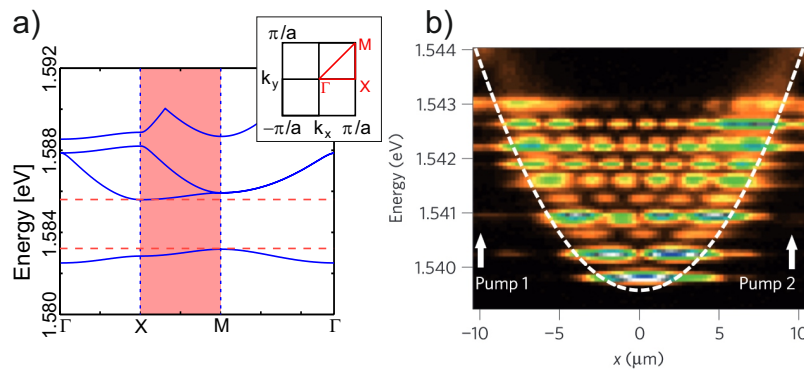 a)
Energy [eV]
1.592
1.588
1.584
1.580
Γ X M Γ
π/a
M
k_y
Γ
X
-π/a k_x π/a
b)
Energy (eV)
1.544
1.543
1.542
1.541
1.540
Pump 1
Pump 2
-10 -5 0 5 10
x (μm)